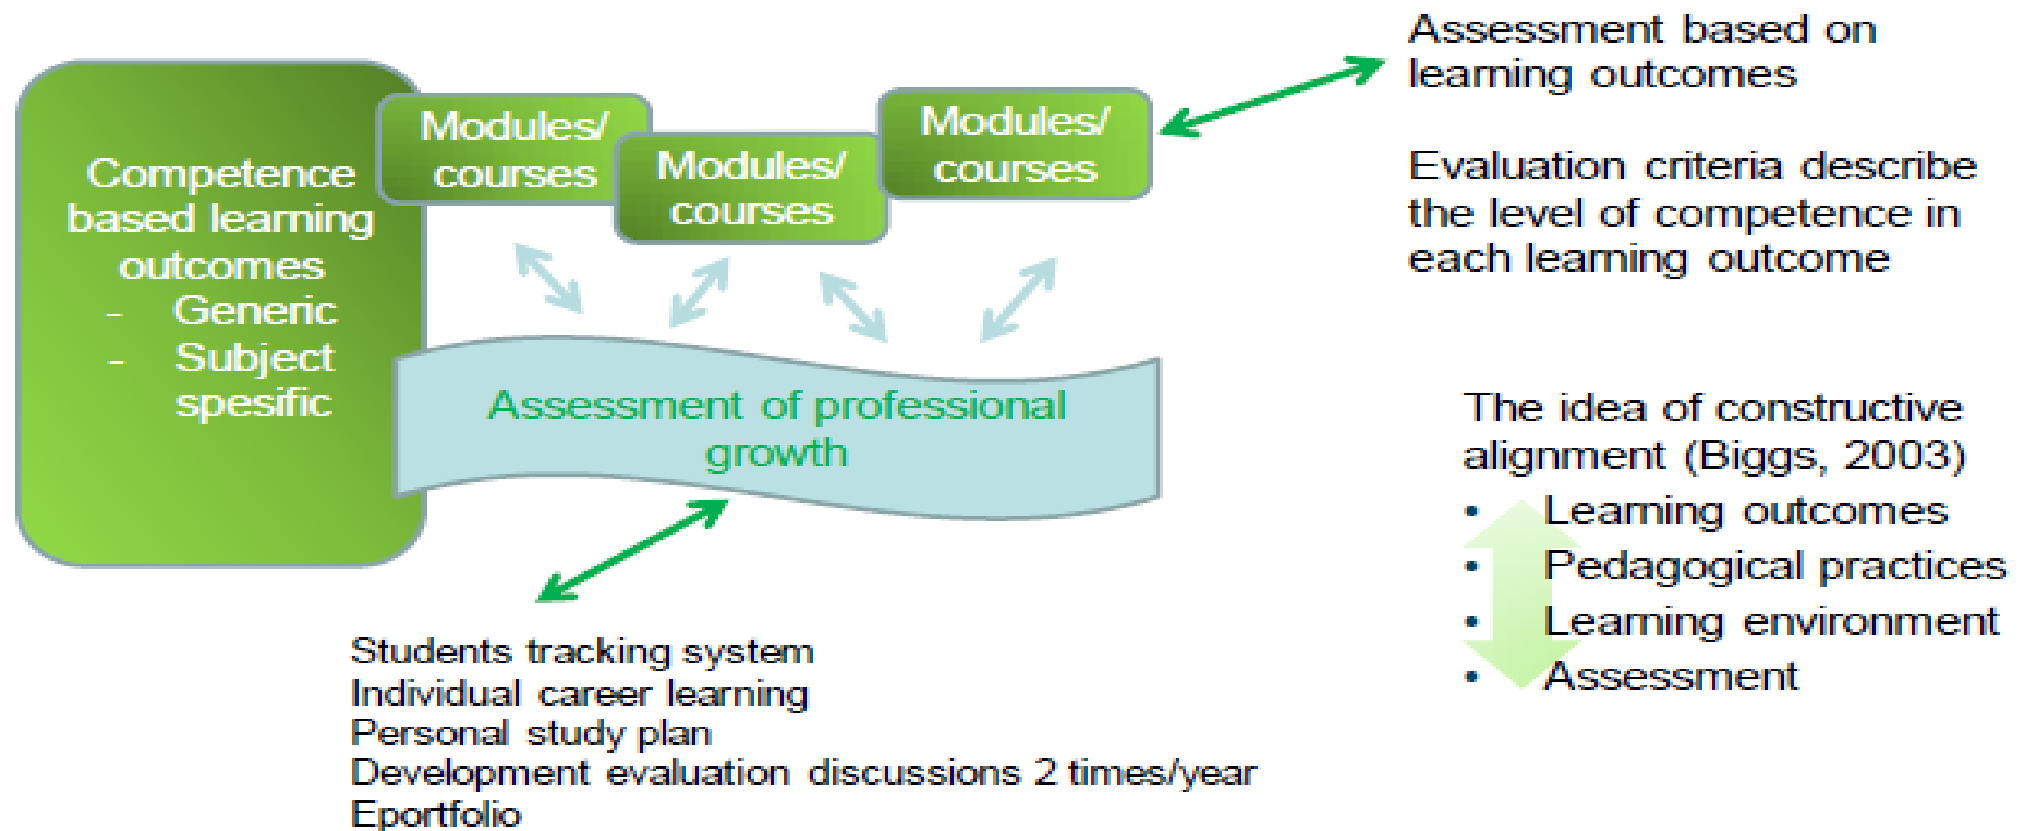 Competence
based learning
outcomes
- Generic
- Subject
spesific
Modules/
courses
Modules/
courses
Modules/
courses
Assessment of professional
growth
Students tracking system
Individual career learning
Personal study plan
Development evaluation discussions 2 times/year
Eportfolio
Assessment based on
learning outcomes
Evaluation criteria describe
the level of competence in
each learning outcome
The idea of constructive
alignment (Biggs, 2003)
• Learning outcomes
• Pedagogical practices
• Learning environment
• Assessment